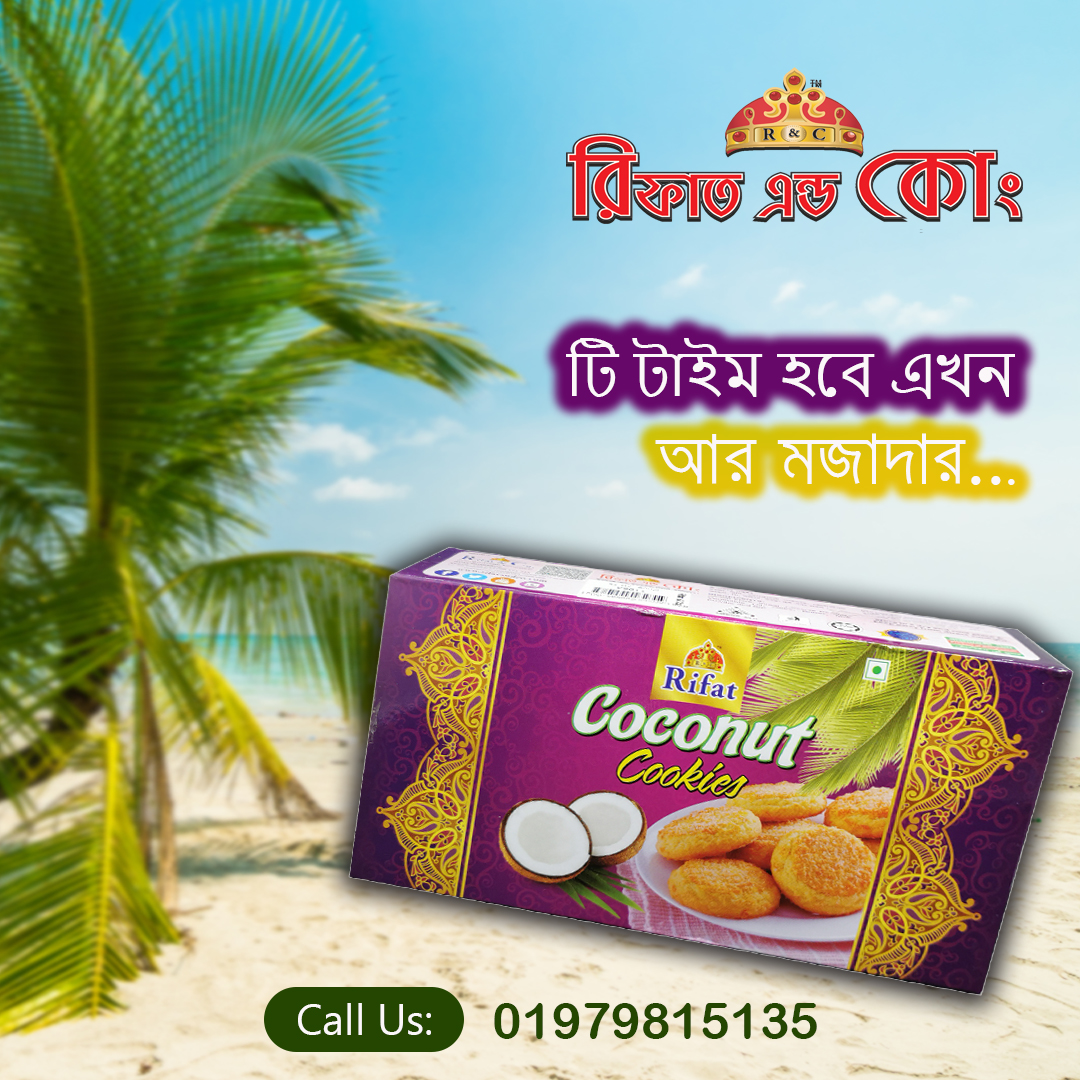 R & C
TM
রিফাত এন্ড কোং
টি টাইম হবে এখন
আর মজাদার...
Rifat
Coconut
Cookies
Call Us: 01979815135